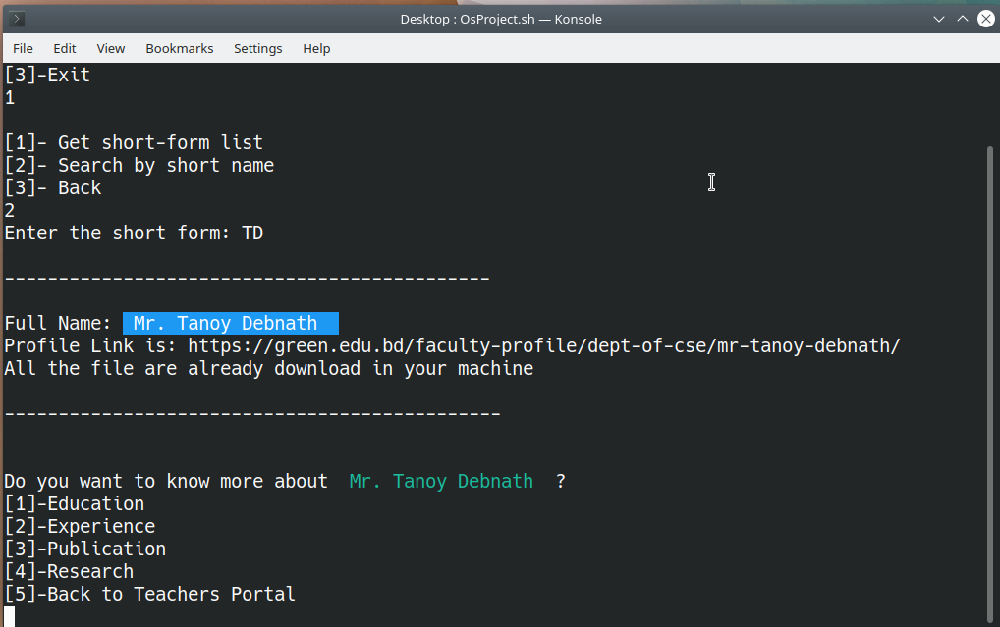 Desktop : OsProject.sh — Konsole
File Edit View Bookmarks Settings Help
[3]-Exit
1
[1]- Get short-form list
[2]- Search by short name
[3]- Back
2
Enter the short form: TD
---------------------------------------------
Full Name:  Mr. Tanoy Debnath
Profile Link is: https://green.edu.bd/faculty-profile/dept-of-cse/mr-tanoy-debnath/
All the file are already download in your machine
----------------------------------------------
Do you want to know more about  Mr. Tanoy Debnath  ?
[1]-Education
[2]-Experience
[3]-Publication
[4]-Research
[5]-Back to Teachers Portal